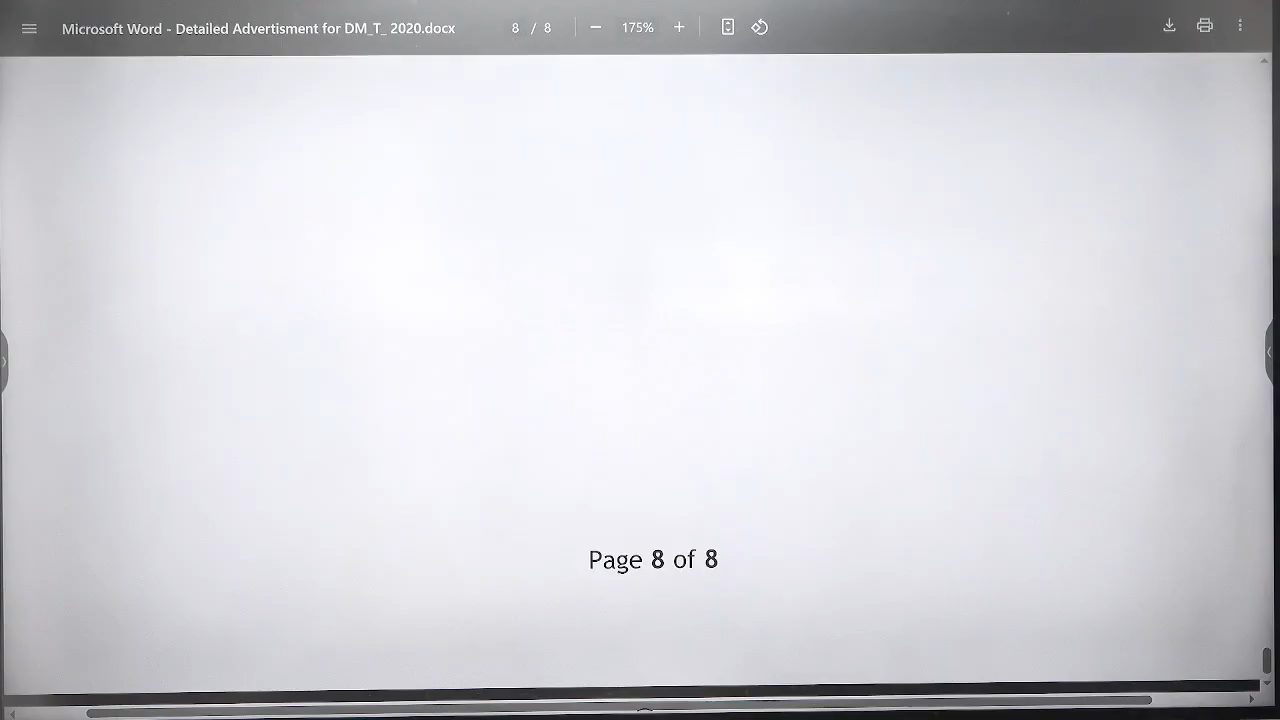 Microsoft Word - Detailed Advertisment for DM_T_ 2020.docx 8 / 8 175%
Page 8 of 8